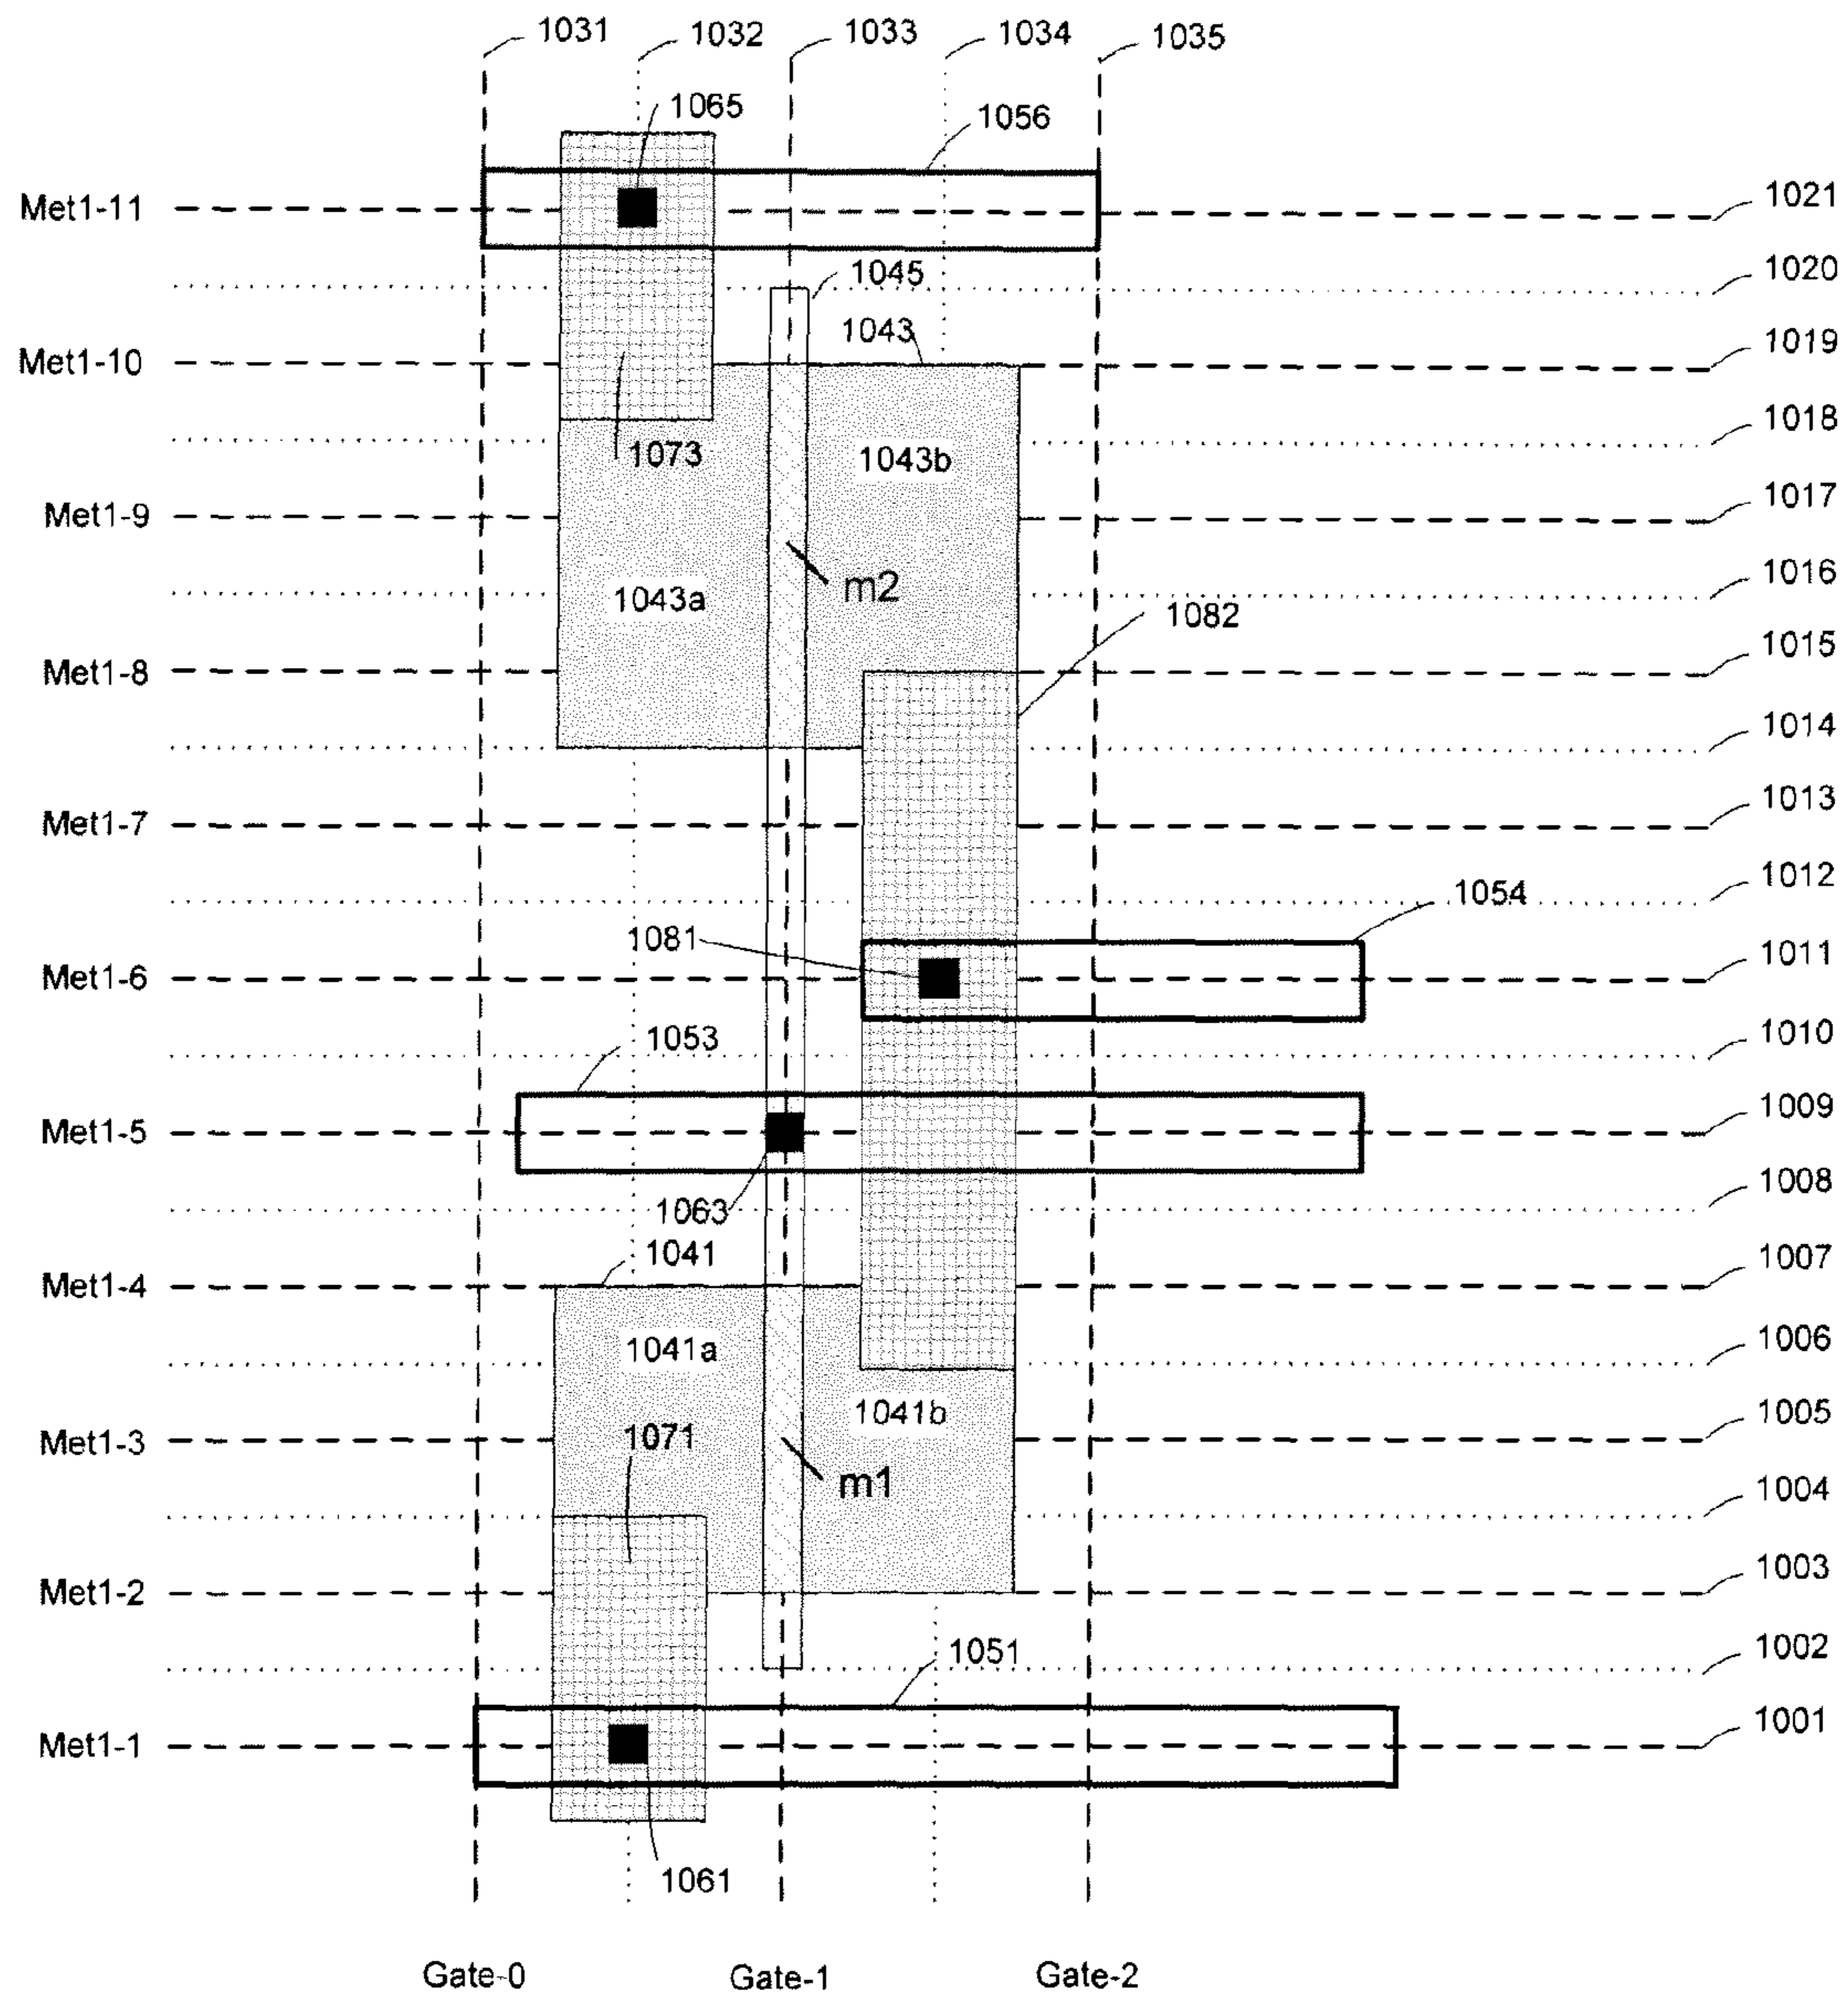 1031 1032 1033 1034 1035
1065
1056
Met1-11 1021
1045 1020
1043
Met1-10 1019
1018
1073 1043b
Met1-9 1017
1043a m2 1016
1082
Met1-8 1015
1014
Met1-7 1013
1012
1054
1081
Met1-6 1011
1053 1010
Met1-5 1009
1063 1008
1041
Met1-4 1007
1041a 1006
1041b
Met1-3 1071 1005
m1 1004
Met1-2 1003
1051 1002
Met1-1 1001
1061
Gate-0 Gate-1 Gate-2